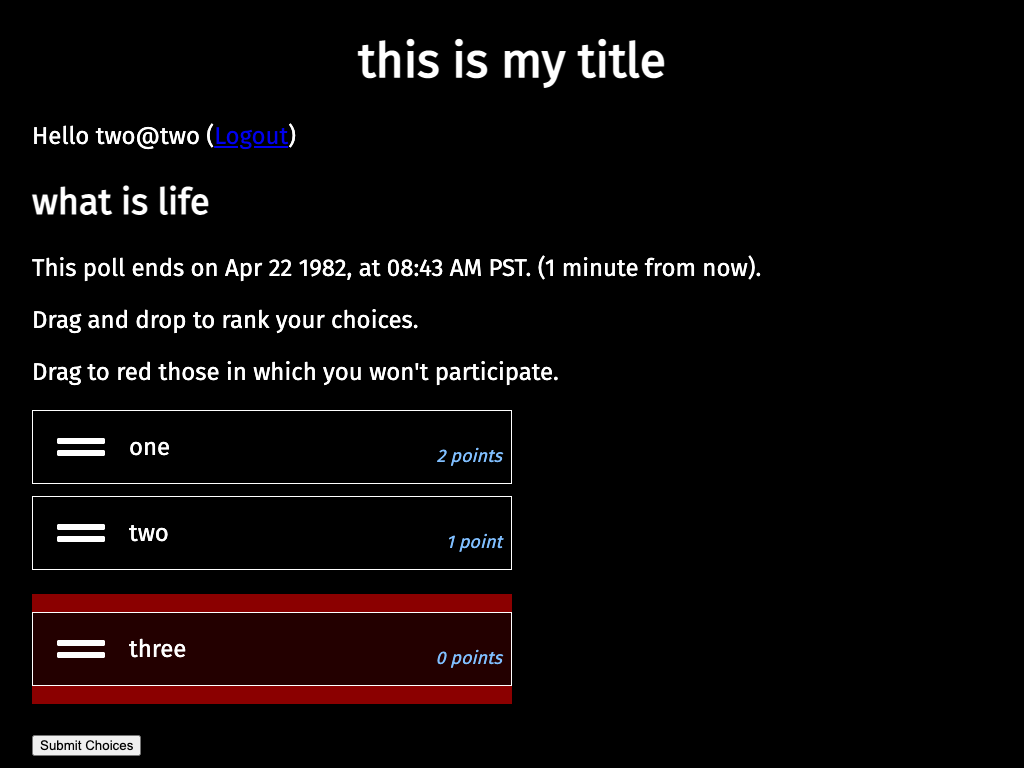 this is my title
Hello two@two (Logout)
what is life
This poll ends on Apr 22 1982, at 08:43 AM PST. (1 minute from now).
Drag and drop to rank your choices.
Drag to red those in which you won't participate.
one
2 points
two
1 point
three
0 points
Submit Choices